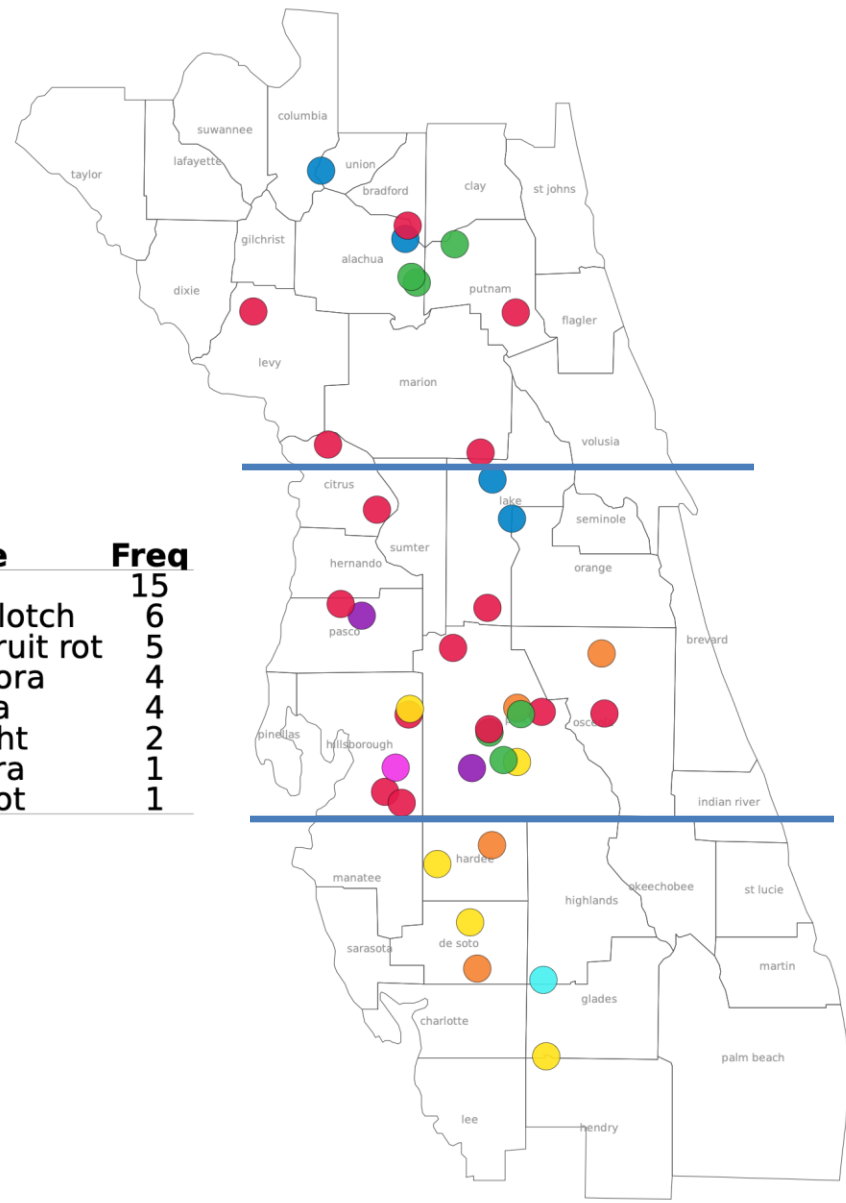 columbia
suwannee
union
lafayette
taylor
bradford
clay
st johns
gilchrist
alachua
dixie
putnam
flagler
levy
marion
volusia
citrus
lake
seminole
sumter
e Freq
15
lotch 6
ruit rot 5
ora 4
a 4
ht 2
ra 1
ot 1
hernando
orange
pasco
brevard
pinellas
hillsborough
indian river
hardee
manatee
okeechobee
st lucie
highlands
sarasota
de soto
martin
glades
charlotte
palm beach
lee
hendry